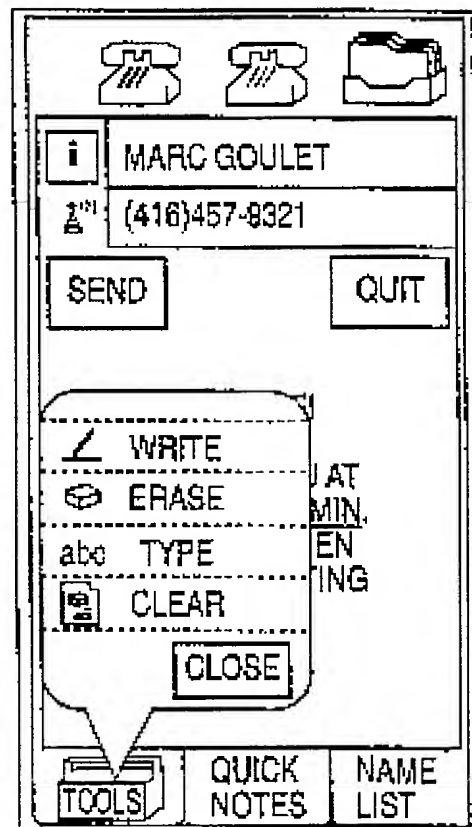 i MARC GOULET
(416)457-9321
SEND QUIT
WRITE
AT
ERASE
MIN.
abc TYPE
EN
TING
CLEAR
CLOSE
TOOLS
QUICK
NOTES
NAME
LIST